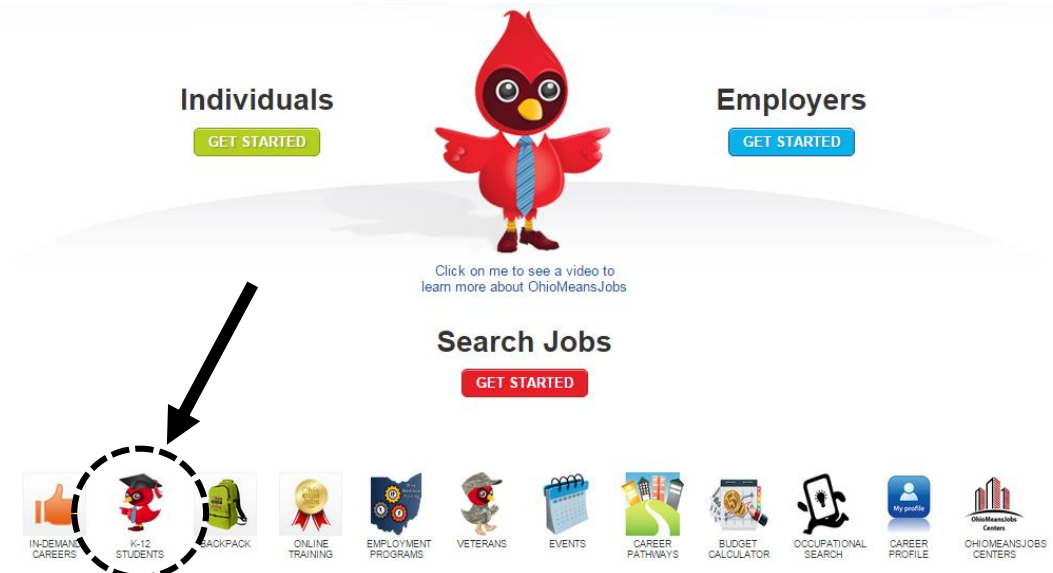 Individuals
GET STARTED
Employers
GET STARTED
Click on me to see a video to
learn more about OhioMeansJobs
Search Jobs
GET STARTED
IN-DEMAND
CAREERS
K-12
STUDENTS
BACKPACK
ONLINE
TRAINING
EMPLOYMENT
PROGRAMS
VETERANS
EVENTS
CAREER
PATHWAYS
BUDGET
CALCULATOR
OCCUPATIONAL
SEARCH
My profile
CAREER
PROFILE
OhioMeansJobs
Centers
OHIOMEANSJOBS
CENTERS